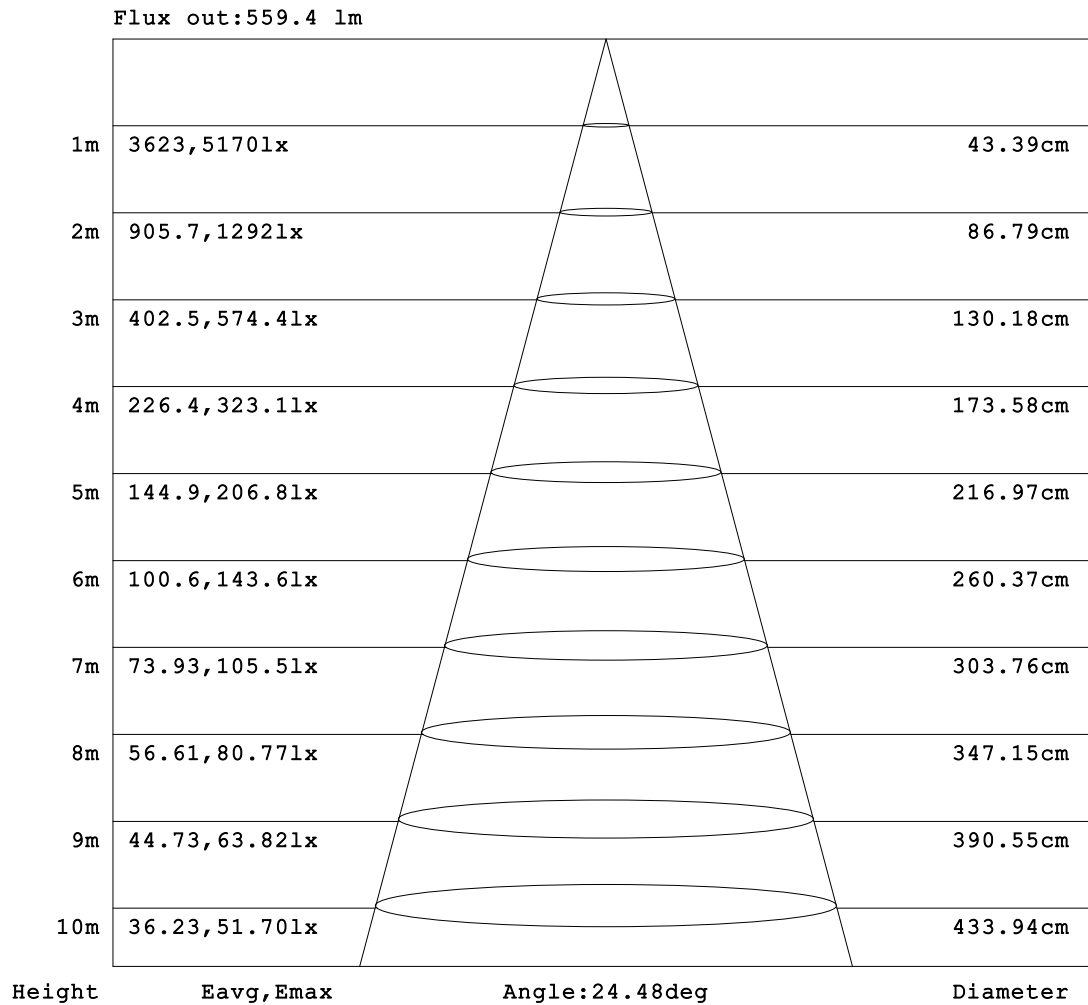 Flux out:559.4 lm
1m 3623,5170lx 43.39cm
2m 905.7,1292lx 86.79cm
3m 402.5,574.4lx 130.18cm
4m 226.4,323.1lx 173.58cm
5m 144.9,206.8lx 216.97cm
6m 100.6,143.6lx 260.37cm
7m 73.93,105.5lx 303.76cm
8m 56.61,80.77lx 347.15cm
9m 44.73,63.82lx 390.55cm
10m 36.23,51.70lx 433.94cm
Height Eavg,Emax Angle:24.48deg Diameter